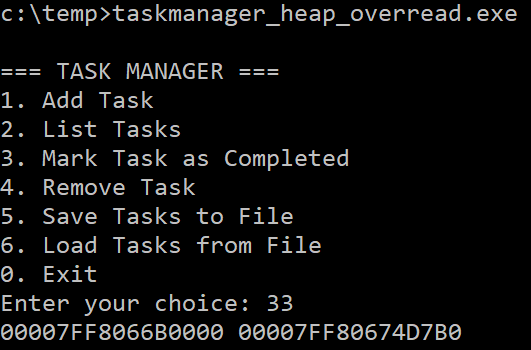 c:\temp>taskmanager_heap_overread.exe
=== TASK MANAGER ===
1. Add Task
2. List Tasks
3. Mark Task as Completed
4. Remove Task
5. Save Tasks to File
6. Load Tasks from File
0. Exit
Enter your choice: 33
00007FF8066B0000 00007FF80674D7B0